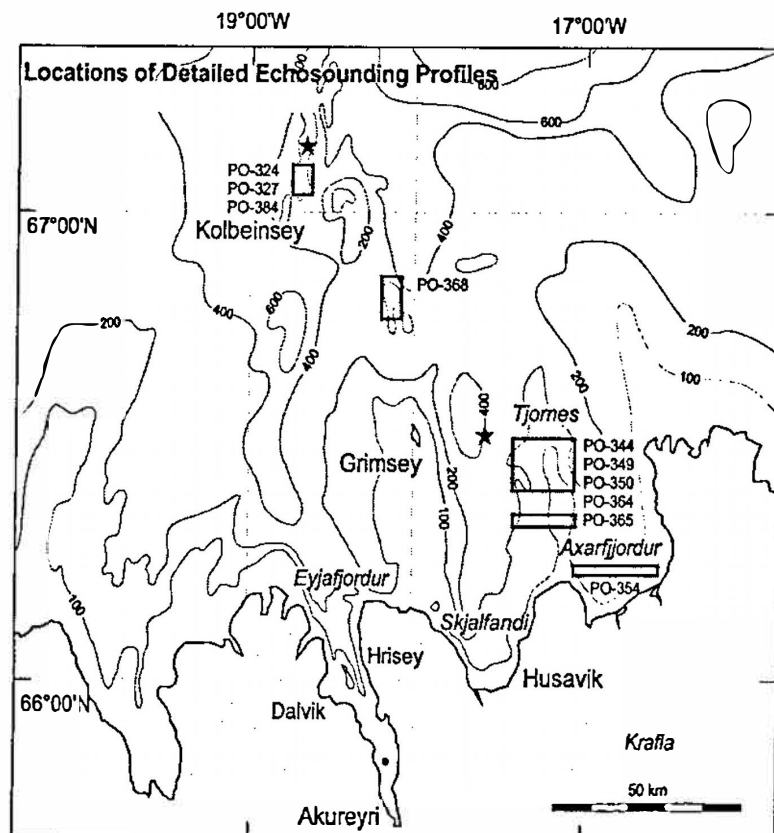 19°00'W
17°00'W
Locations of Detailed Echosounding Profiles
600
600
600
PO-324
PO-327
PO-384
67°00'N
Kolbeinsey
200
400
PO-368
400
600
200
400
200
200
100
400
Tjornes
PO-344
PO-349
PO-350
PO-364
PO-365
Grimsey
200
100
Axarfjjordur
PO-354
Eyjafjordur
100
Skjalfandi
Hrisey
Husavik
66°00'N
Dalvik
Krafla
50 km
Akureyri